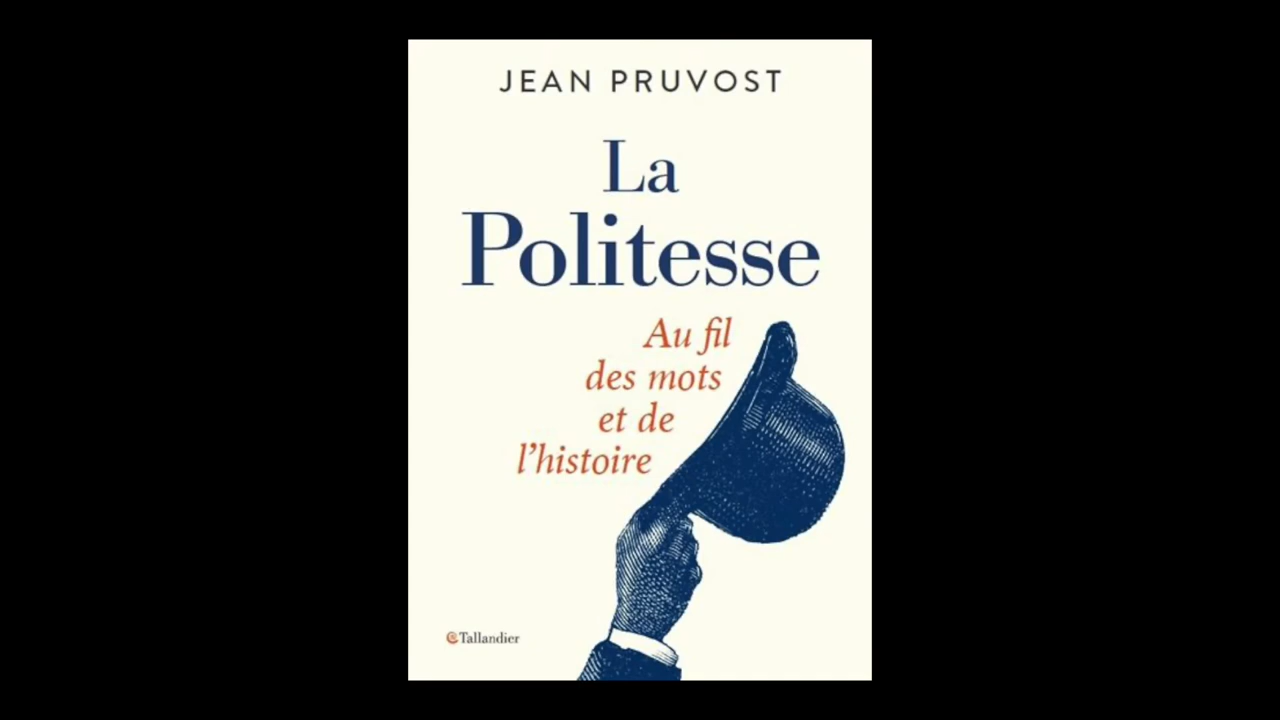 JEAN PRUVOST
La
Politesse
Au fil
des mots
et de
l'histoire
Tallandier